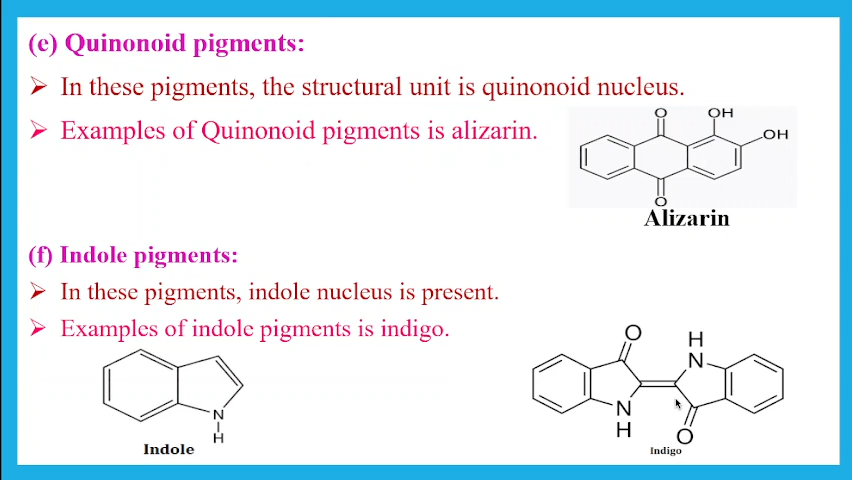 (e) Quinonoid pigments:
➢ In these pigments, the structural unit is quinonoid nucleus.
➢ Examples of Quinonoid pigments is alizarin.
O
OH
OH
O
Alizarin
(f) Indole pigments:
➢ In these pigments, indole nucleus is present.
➢ Examples of indole pigments is indigo.
N
H
Indole
O
H
N
N
H
O
Indigo